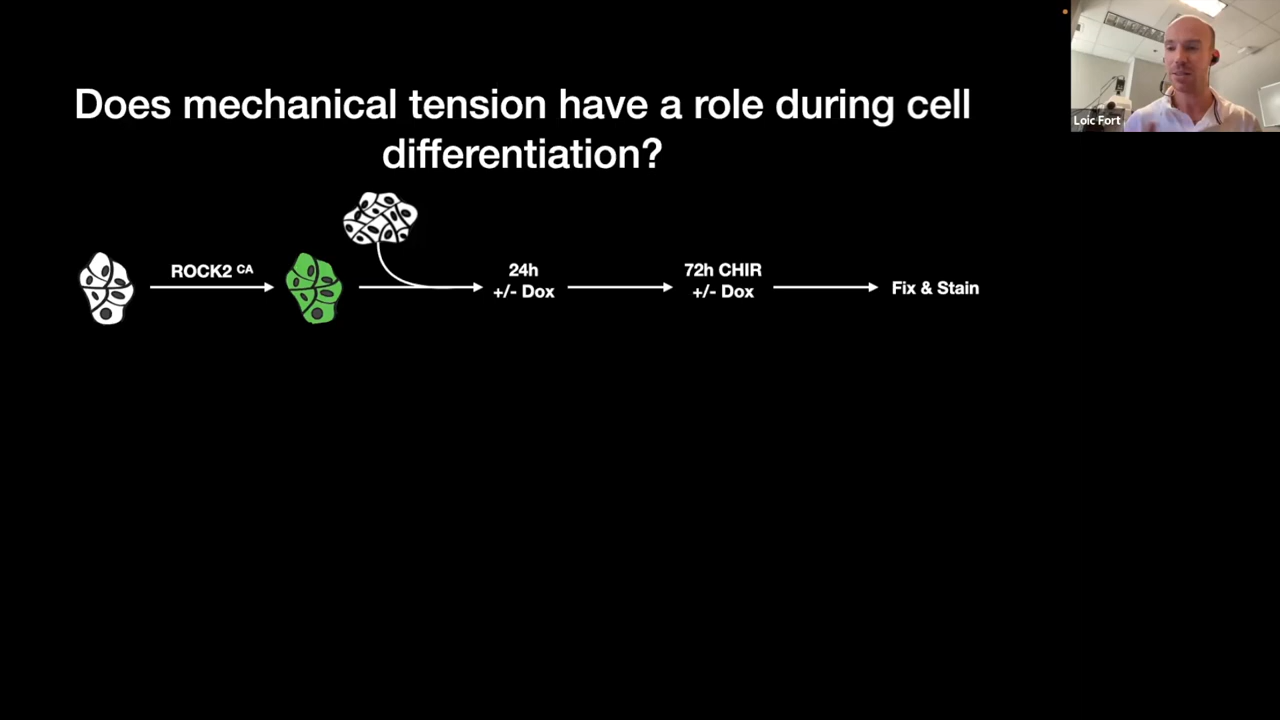 Does mechanical tension have a role during cell
differentiation?
ROCK2 CA
24h
+/- Dox
72h CHIR
+/- Dox
Fix & Stain
Loic Fort